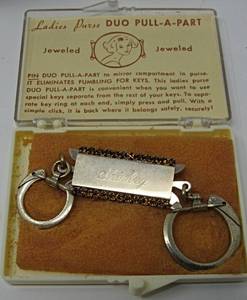 Ladies Purse DUO PULL-A-PART
Jeweled Jeweled
PIN DUO PULL-A-PART to mirror compartment in purse.
IT ELIMINATES FUMBLING FOR KEYS. This ladies purse
DUO PULL-A-PART is convenient when you want to use
special keys separate from the rest of your keys. To sepa-
rate key ring at each end, simply press and pull. With a
simple click, it is back where it belongs safely, securely!